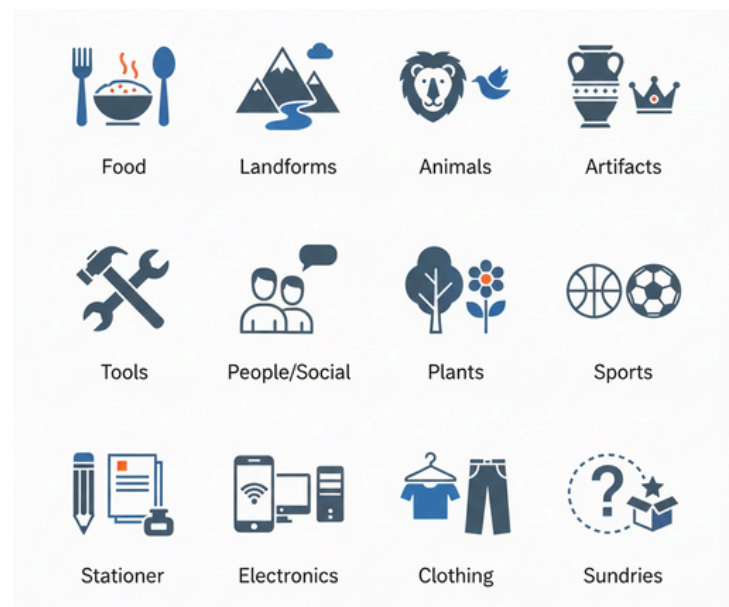 Food
Landforms
Animals
Artifacts
Tools
People/Social
Plants
Sports
Stationer
Electronics
Clothing
?
Sundries